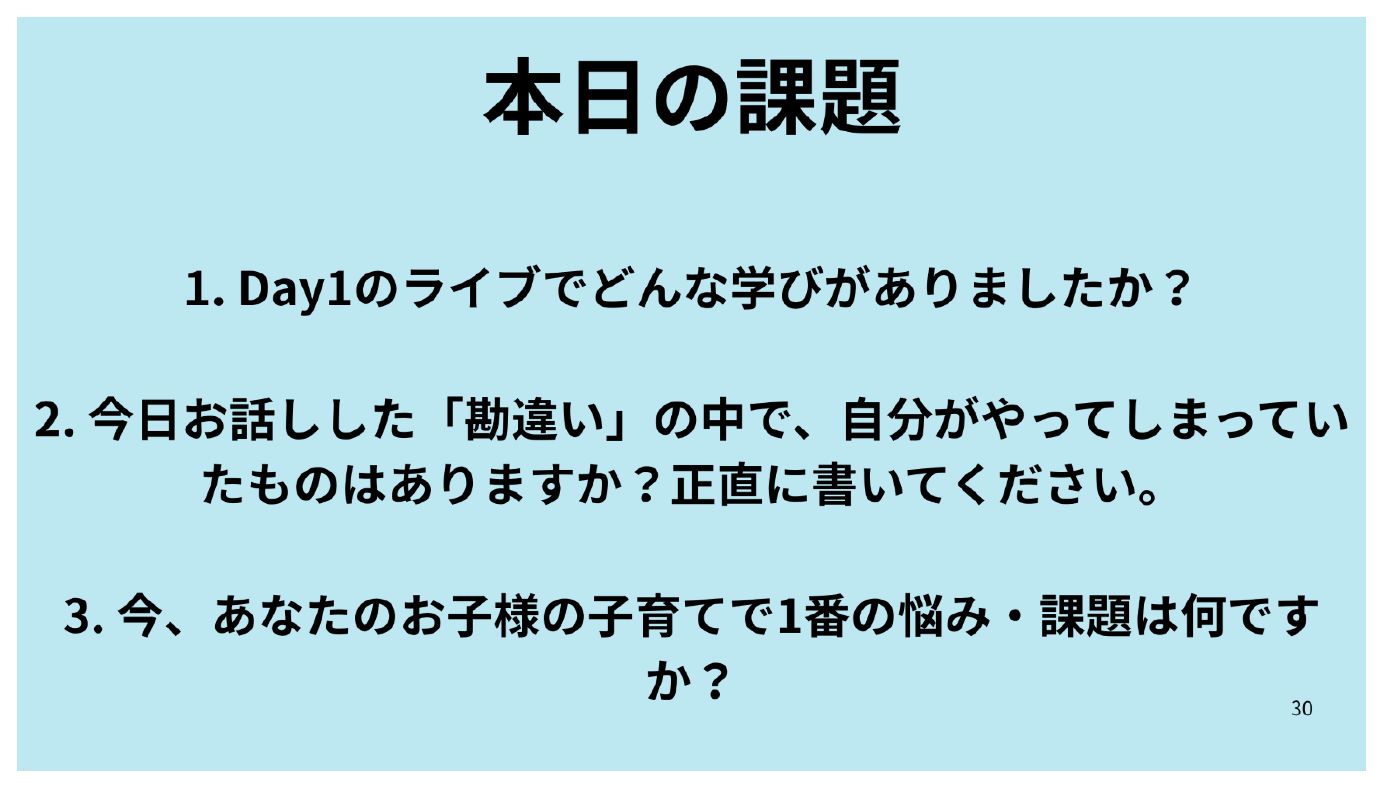 本日の課題
1. Day1のライブでどんな学びがありましたか？
2. 今日お話しした「勘違い」の中で、自分がやってしまってい
たものはありますか？正直に書いてください。
3. 今、あなたのお子様の子育てで1番の悩み・課題は何です
か？
30